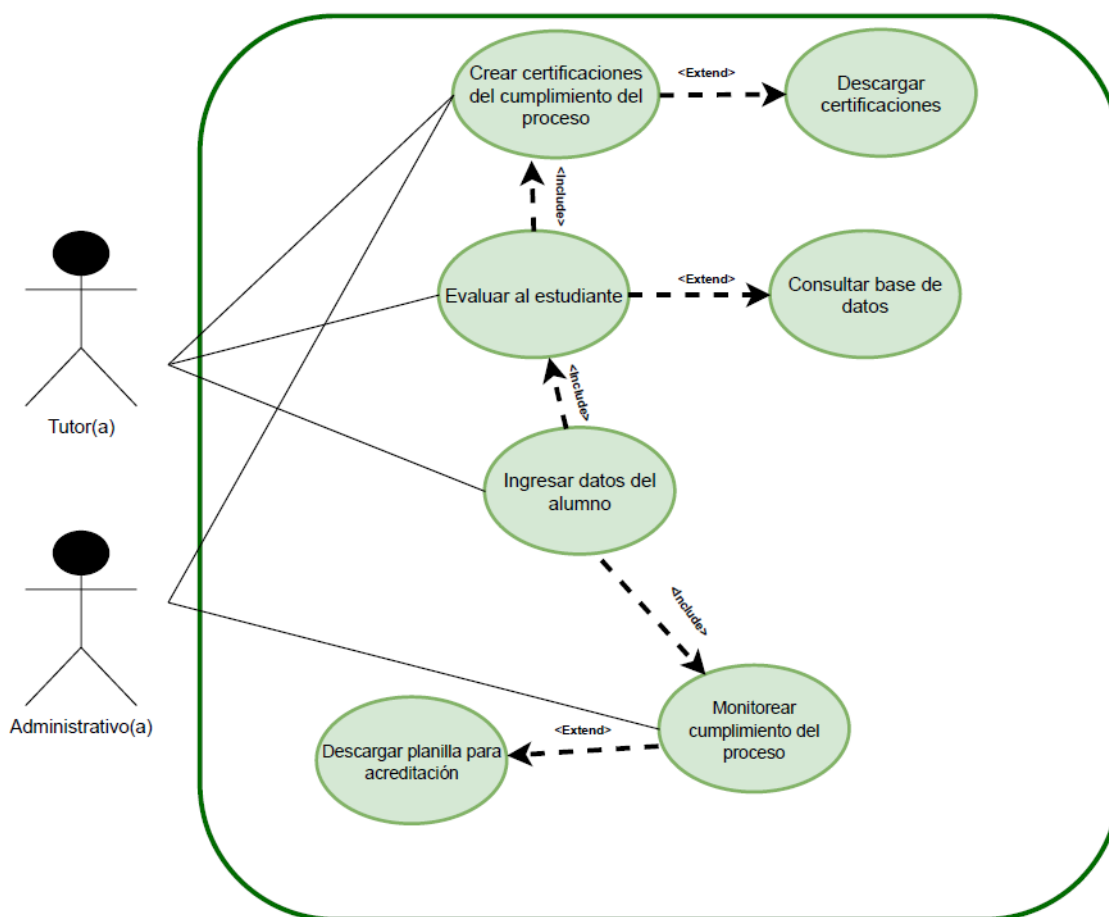 Crear certificaciones
del cumplimiento del
proceso
<Extend>
Descargar
certificaciones
<Include>
Evaluar al estudiante
<Extend>
Consultar base de
datos
Tutor(a)
<Include>
Ingresar datos del
alumno
<Include>
Administrativo(a)
Monitorear
cumplimiento del
proceso
<Extend>
Descargar planilla para
acreditación